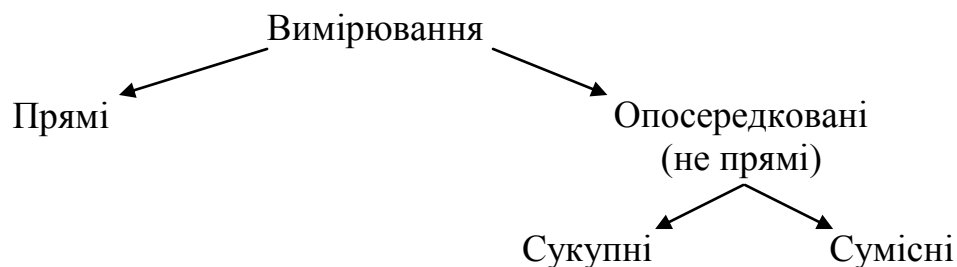 Вимірювання
Прямі
Опосередковані
(не прямі)
Сукупні
Сумісні